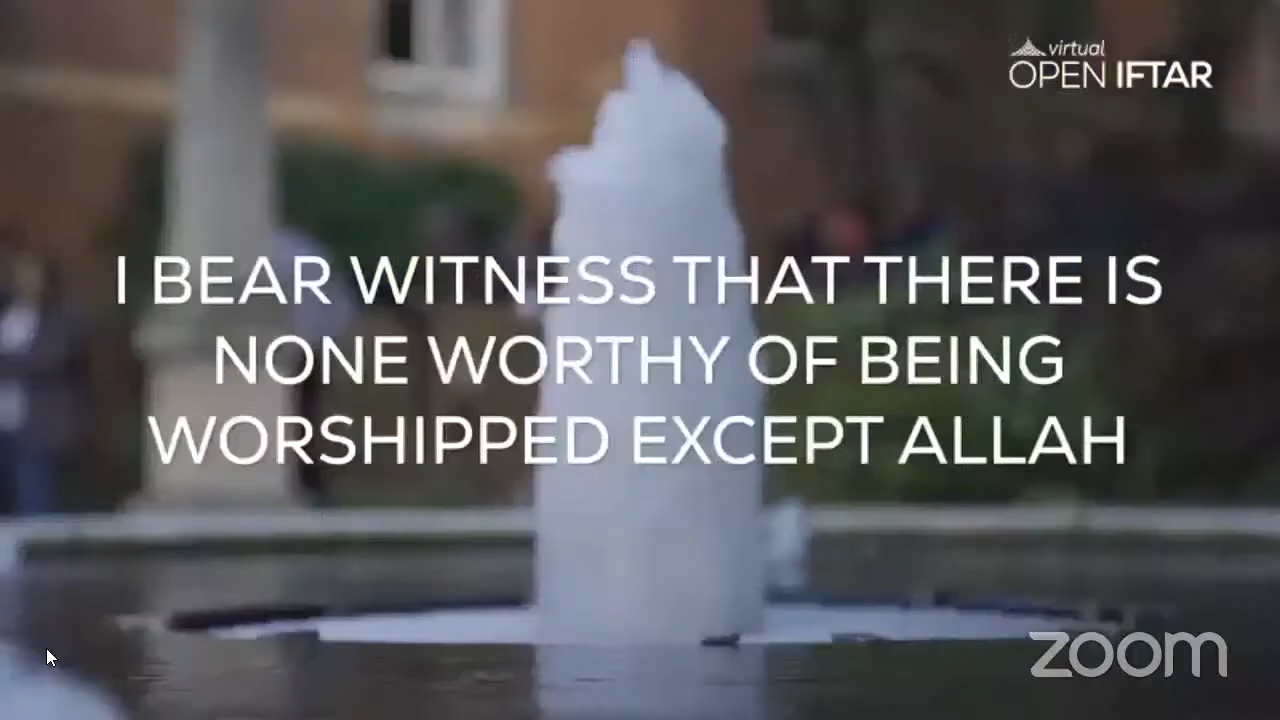 virtual
OPEN IFTAR
I BEAR WITNESS THAT THERE IS
NONE WORTHY OF BEING
WORSHIPPED EXCEPT ALLAH
zoom